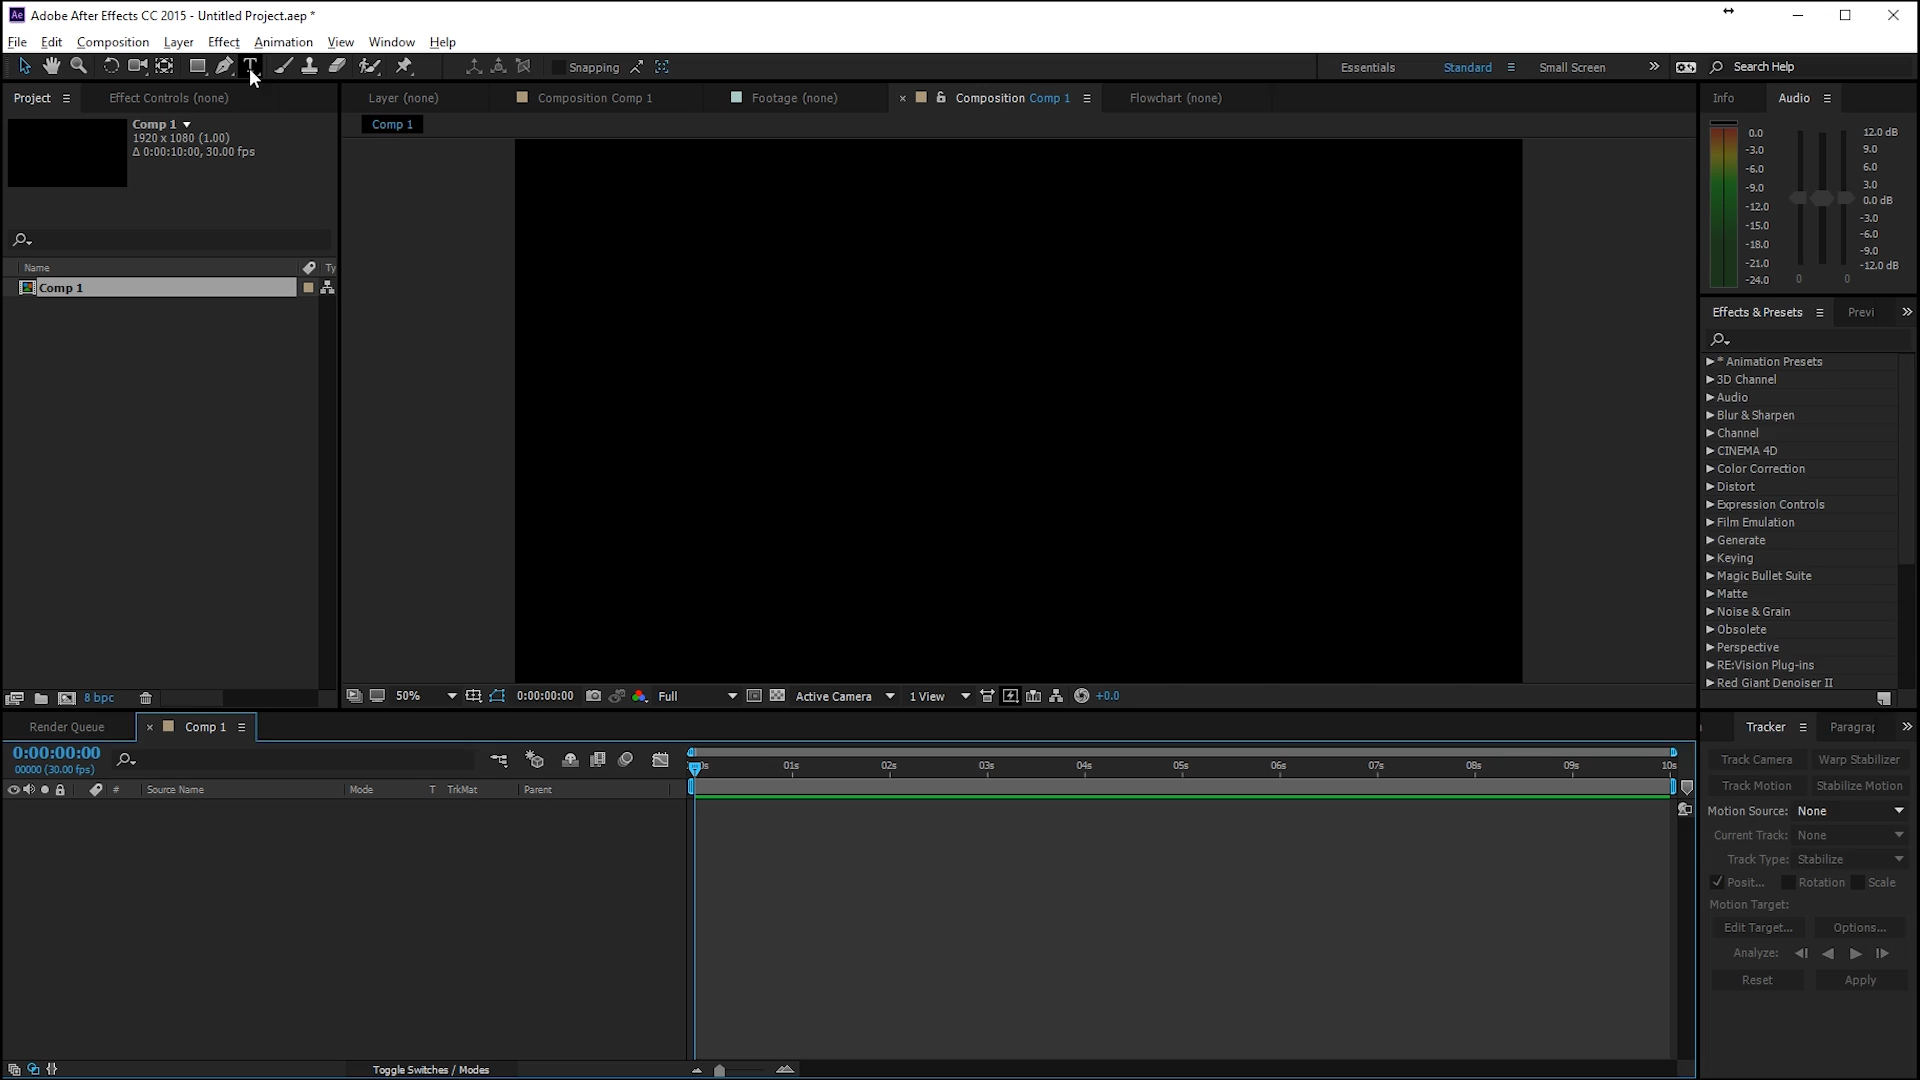 Ae Adobe After Effects CC 2015 - Untitled Project.aep *
File Edit Composition Layer Effect Animation View Window Help
T Snapping Essentials Standard Small Screen Search Help
Project Effect Controls (none) Layer (none) Composition Comp 1 Footage (none) × Composition Comp 1 Flowchart (none) Info Audio
Comp 1
1920 x 1080 (1.00)
Δ 0:00:10:00, 30.00 fps
Comp 1
Name Ty
Comp 1
0.0
-3.0
-6.0
-9.0
-12.0
-15.0
-18.0
-21.0
-24.0
0 0
12.0 dB
9.0
6.0
3.0
0.0 dB
-3.0
-6.0
-9.0
-12.0 dB
Effects & Presets Previ
* Animation Presets
3D Channel
Audio
Blur & Sharpen
Channel
CINEMA 4D
Color Correction
Distort
Expression Controls
Film Emulation
Generate
Keying
Magic Bullet Suite
Matte
Noise & Grain
Obsolete
Perspective
RE:Vision Plug-ins
Red Giant Denoiser II
8 bpc
50% 0:00:00:00 Full Active Camera 1 View +0.0
Render Queue × Comp 1
0:00:00:00
00000 (30.00 fps)
# Source Name Mode T TrkMat Parent
0s 01s 02s 03s 04s 05s 06s 07s 08s 09s 10s
Toggle Switches / Modes
Tracker Paragrap
Track Camera Warp Stabilizer
Track Motion Stabilize Motion
Motion Source: None
Current Track: None
Track Type: Stabilize
Posit... Rotation Scale
Motion Target:
Edit Target... Options...
Analyze:
Reset Apply